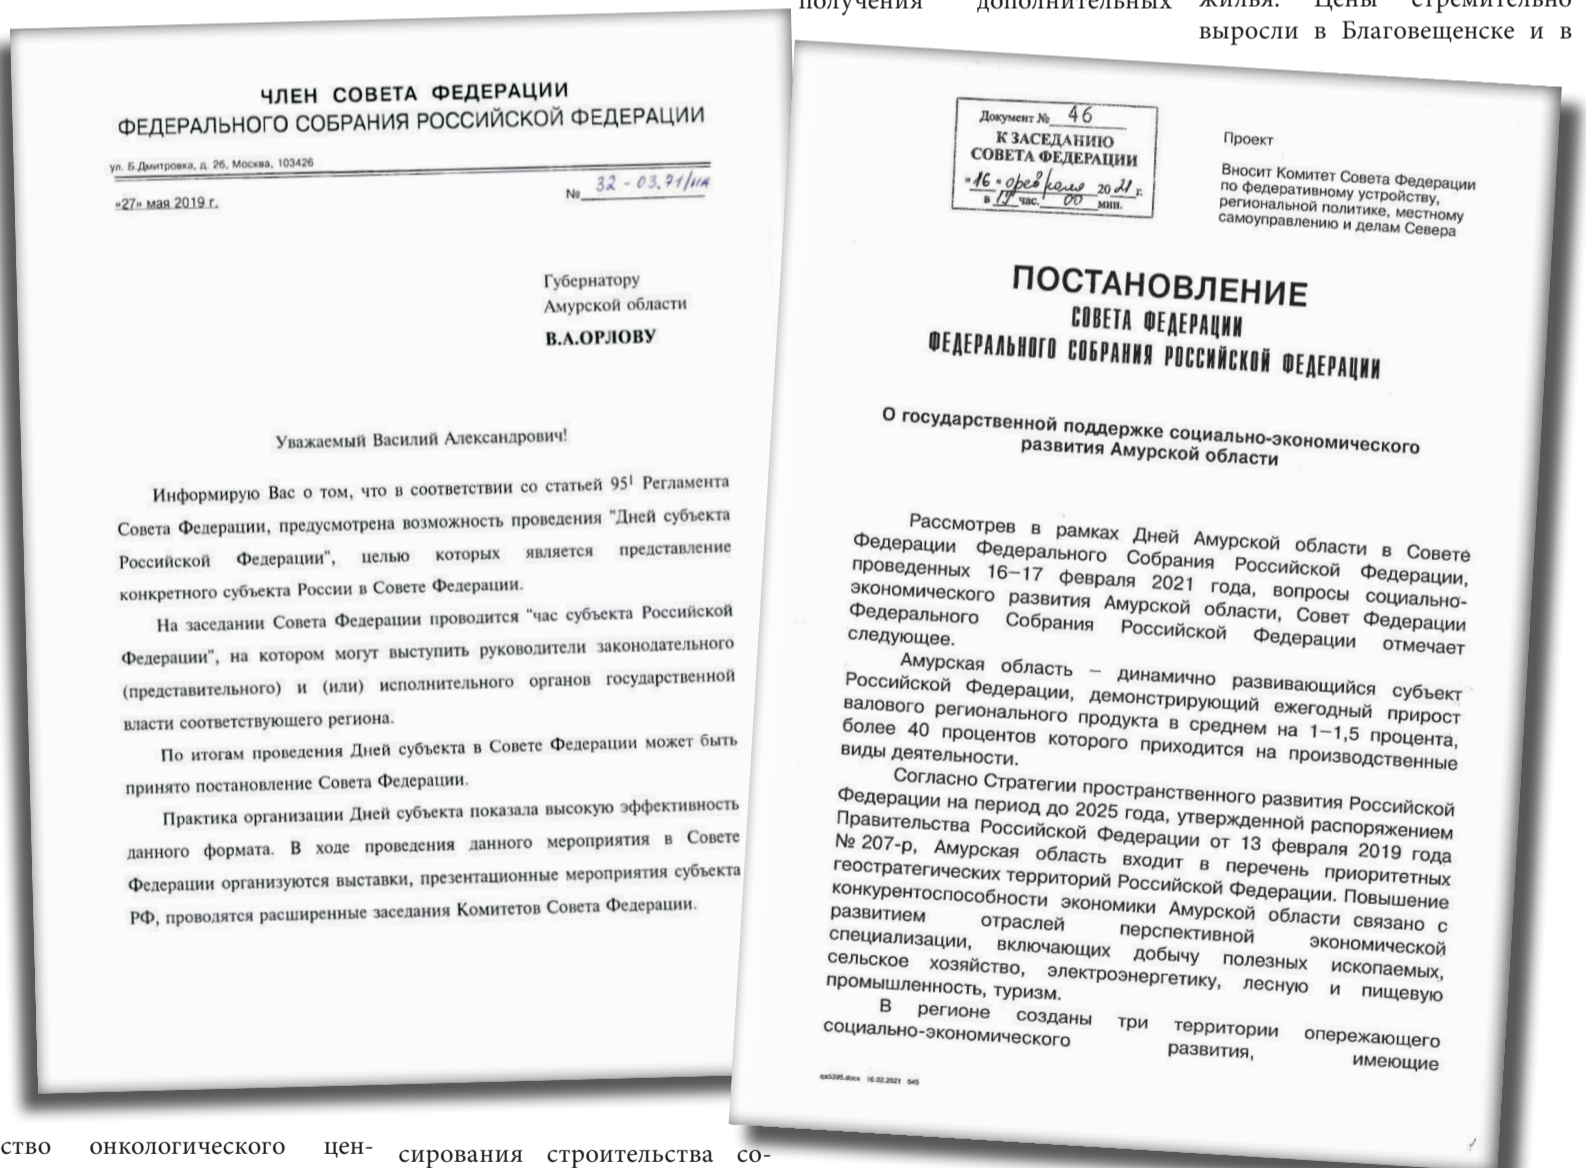 получения дополнительных
жилья. Цены стремительно
выросли в Благовещенске и в
ЧЛЕН СОВЕТА ФЕДЕРАЦИИ
ФЕДЕРАЛЬНОГО СОБРАНИЯ РОССИЙСКОЙ ФЕДЕРАЦИИ
ул. Б.Дмитровка, д. 26, Москва, 103426
«27» мая 2019 г.
№ 32-03.71/
Губернатору
Амурской области
В.А.ОРЛОВУ
Уважаемый Василий Александрович!
Информирую Вас о том, что в соответствии со статьей 95¹ Регламента
Совета Федерации, предусмотрена возможность проведения "Дней субъекта
Российской Федерации", целью которых является представление
конкретного субъекта России в Совете Федерации.
На заседании Совета Федерации проводится "час субъекта Российской
Федерации", на котором могут выступить руководители законодательного
(представительного) и (или) исполнительного органов государственной
власти соответствующего региона.
По итогам проведения Дней субъекта в Совете Федерации может быть
принято постановление Совета Федерации.
Практика организации Дней субъекта показала высокую эффективность
данного формата. В ходе проведения данного мероприятия в Совете
Федерации организуются выставки, презентационные мероприятия субъекта
РФ, проводятся расширенные заседания Комитетов Совета Федерации.
Документ № 46
К ЗАСЕДАНИЮ
СОВЕТА ФЕДЕРАЦИИ
«16» февраля 2021 г.
в час. 00 мин.
Проект
Вносит Комитет Совета Федерации
по федеративному устройству,
региональной политике, местному
самоуправлению и делам Севера
ПОСТАНОВЛЕНИЕ
СОВЕТА ФЕДЕРАЦИИ
ФЕДЕРАЛЬНОГО СОБРАНИЯ РОССИЙСКОЙ ФЕДЕРАЦИИ
О государственной поддержке социально-экономического
развития Амурской области
Рассмотрев в рамках Дней Амурской области в Совете
Федерации Федерального Собрания Российской Федерации,
проведенных 16–17 февраля 2021 года, вопросы социально-
экономического развития Амурской области, Совет Федерации
Федерального Собрания Российской Федерации отмечает
следующее.
Амурская область – динамично развивающийся субъект
Российской Федерации, демонстрирующий ежегодный прирост
валового регионального продукта в среднем на 1–1,5 процента,
более 40 процентов которого приходится на производственные
виды деятельности.
Согласно Стратегии пространственного развития Российской
Федерации на период до 2025 года, утвержденной распоряжением
Правительства Российской Федерации от 13 февраля 2019 года
№ 207-р, Амурская область входит в перечень приоритетных
геостратегических территорий Российской Федерации. Повышение
конкурентоспособности экономики Амурской области связано с
развитием отраслей перспективной экономической
специализации, включающих добычу полезных ископаемых,
сельское хозяйство, электроэнергетику, лесную и пищевую
промышленность, туризм.
В регионе созданы три территории опережающего
социально-экономического развития, имеющие
16.02.2021
ство онкологического цен-
сирования строительства со-